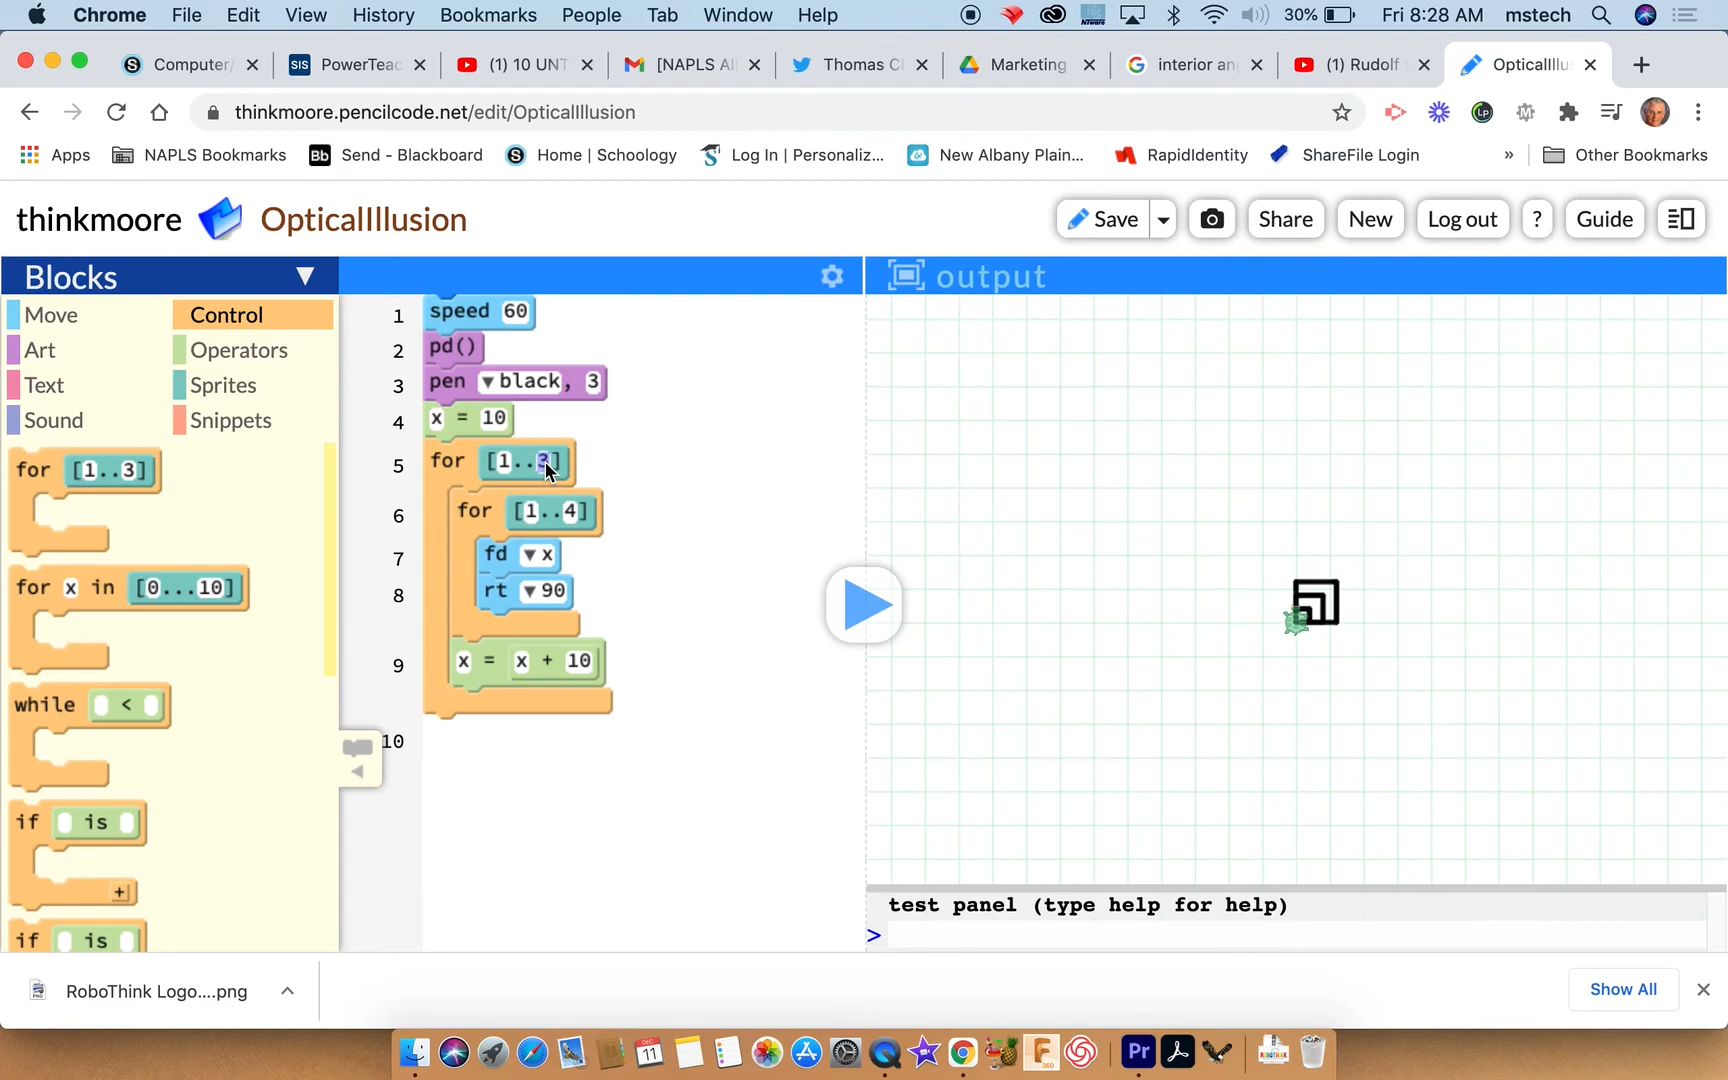 Chrome File Edit View History Bookmarks People Tab Window Help 30% Fri 8:28 AM mstech
Computer/ PowerTeac (1) 10 UNT [NAPLS Al Thomas C Marketing interior an (1) Rudolf OpticalIllu
thinkmoore.pencilcode.net/edit/OpticalIllusion
Apps NAPLS Bookmarks Bb Send - Blackboard Home | Schoology Log In | Personaliz... New Albany Plain... RapidIdentity ShareFile Login » Other Bookmarks
thinkmoore OpticalIllusion Save Share New Log out ? Guide
Blocks output
Move Control
Art Operators
Text Sprites
Sound Snippets
for [1..3]
for x in [0...10]
while <
if is
+
if is
1 speed 60
2 pd()
3 pen black, 3
4 x = 10
5 for [1..3]
6 for [1..4]
7 fd x
8 rt 90
9 x = x + 10
10
test panel (type help for help)
>
RoboThink Logo....png Show All
DEC
11
Pr